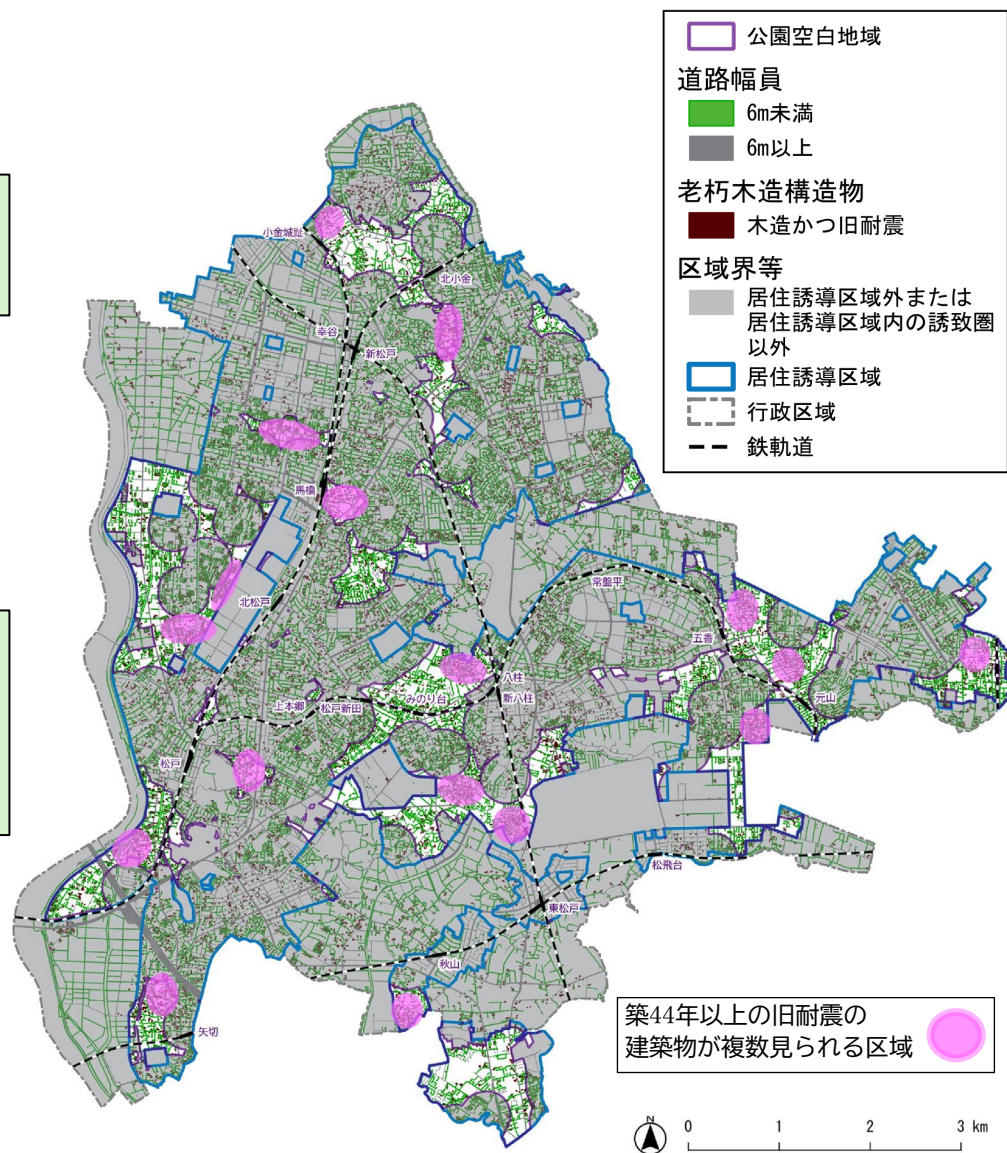 公園空白地域
道路幅員
6m未満
6m以上
老朽木造構造物
木造かつ旧耐震
区域界等
居住誘導区域外または
居住誘導区域内の誘致圏
以外
居住誘導区域
行政区域
鉄軌道
小金城趾
北小金
幸谷
新松戸
馬橋
常盤平
北松戸
五香
八柱
みのり台
新八柱
元山
上本郷
松戸新田
松戸
松飛台
東松戸
秋山
矢切
築44年以上の旧耐震の
建築物が複数見られる区域
N
0 1 2 3 km